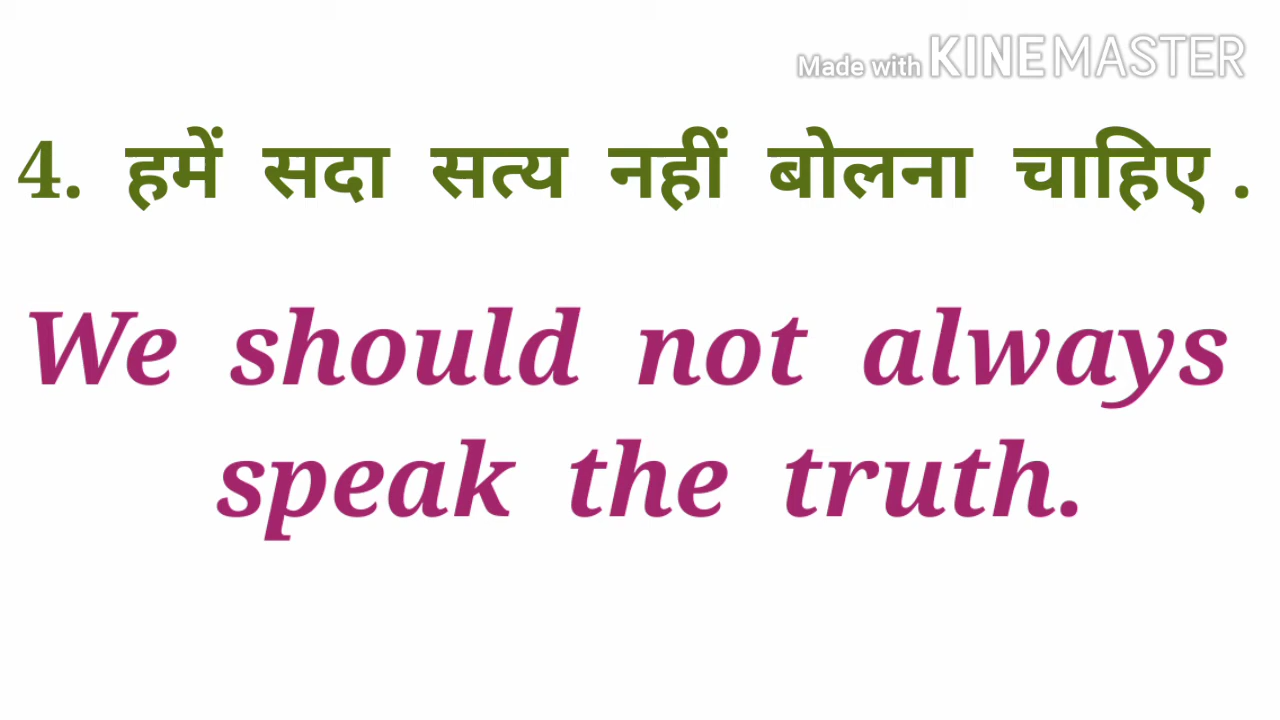 Made with KINEMASTER
4. हमें सदा सत्य नहीं बोलना चाहिए .
We should not always
speak the truth.